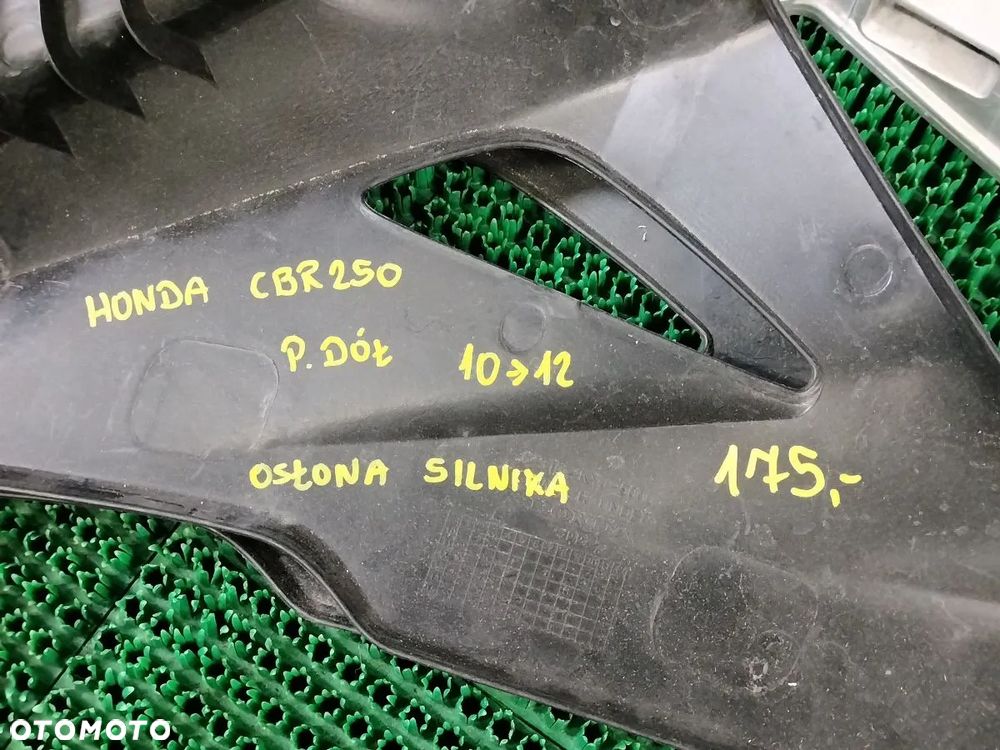 HONDA CBR250
P. DÓŁ 10→12
OSŁONA SILNIKA 175,-
OTOMOTO